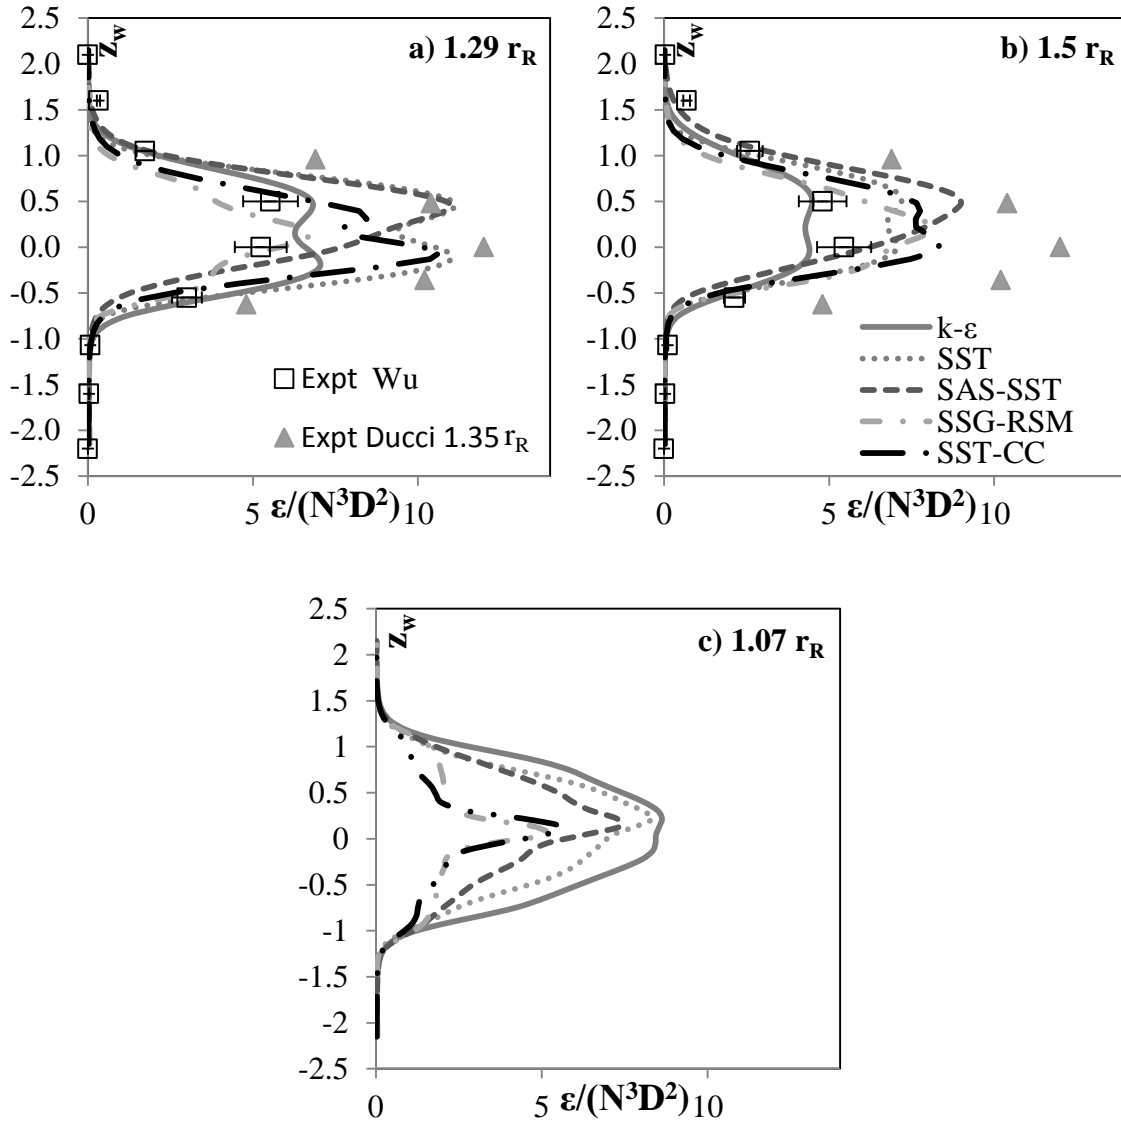 2.5
2.0
1.5
1.0
0.5
0.0
-0.5
-1.0
-1.5
-2.0
-2.5
z_w
a) 1.29 r_R
Expt Wu
Expt Ducci 1.35 r_R
0
5
10
ε/(N³D²)
2.5
2.0
1.5
1.0
0.5
0.0
-0.5
-1.0
-1.5
-2.0
-2.5
z_w
b) 1.5 r_R
k-ε
SST
SAS-SST
SSG-RSM
SST-CC
0
5
10
ε/(N³D²)
2.5
2
1.5
1
0.5
0
-0.5
-1
-1.5
-2
-2.5
z_w
c) 1.07 r_R
0
5
10
ε/(N³D²)